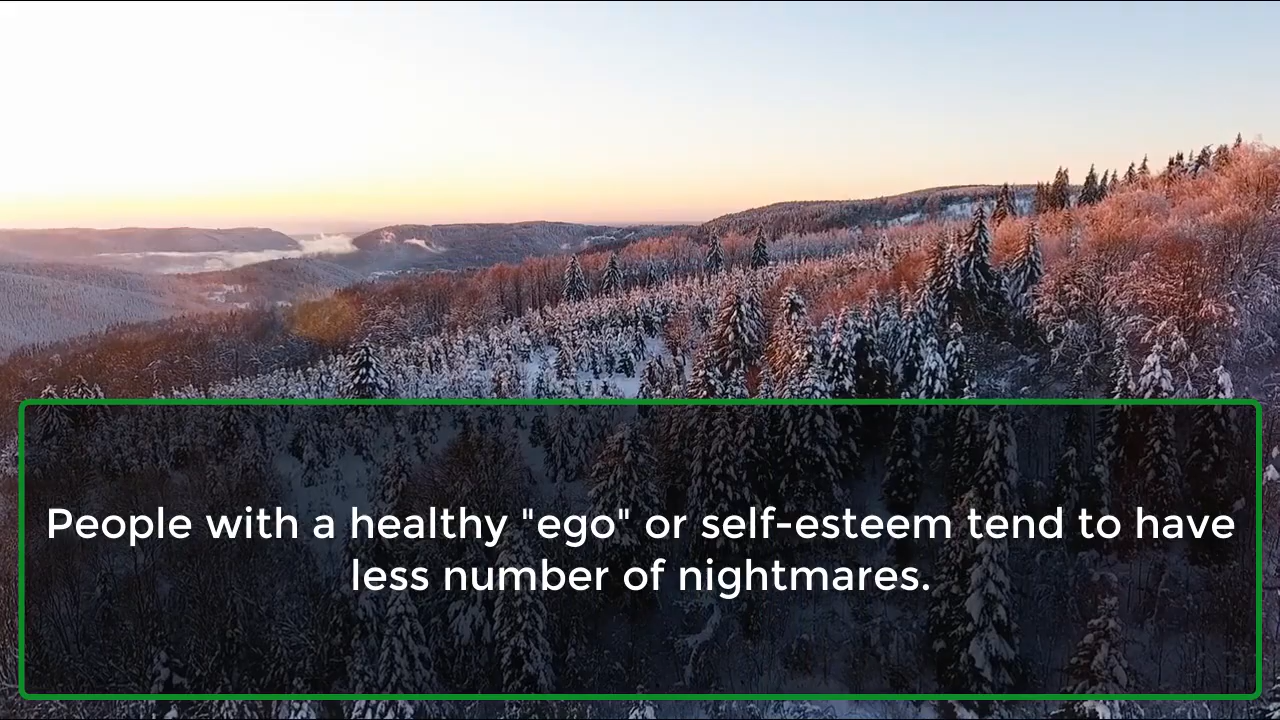 People with a healthy "ego" or self-esteem tend to have
less number of nightmares.